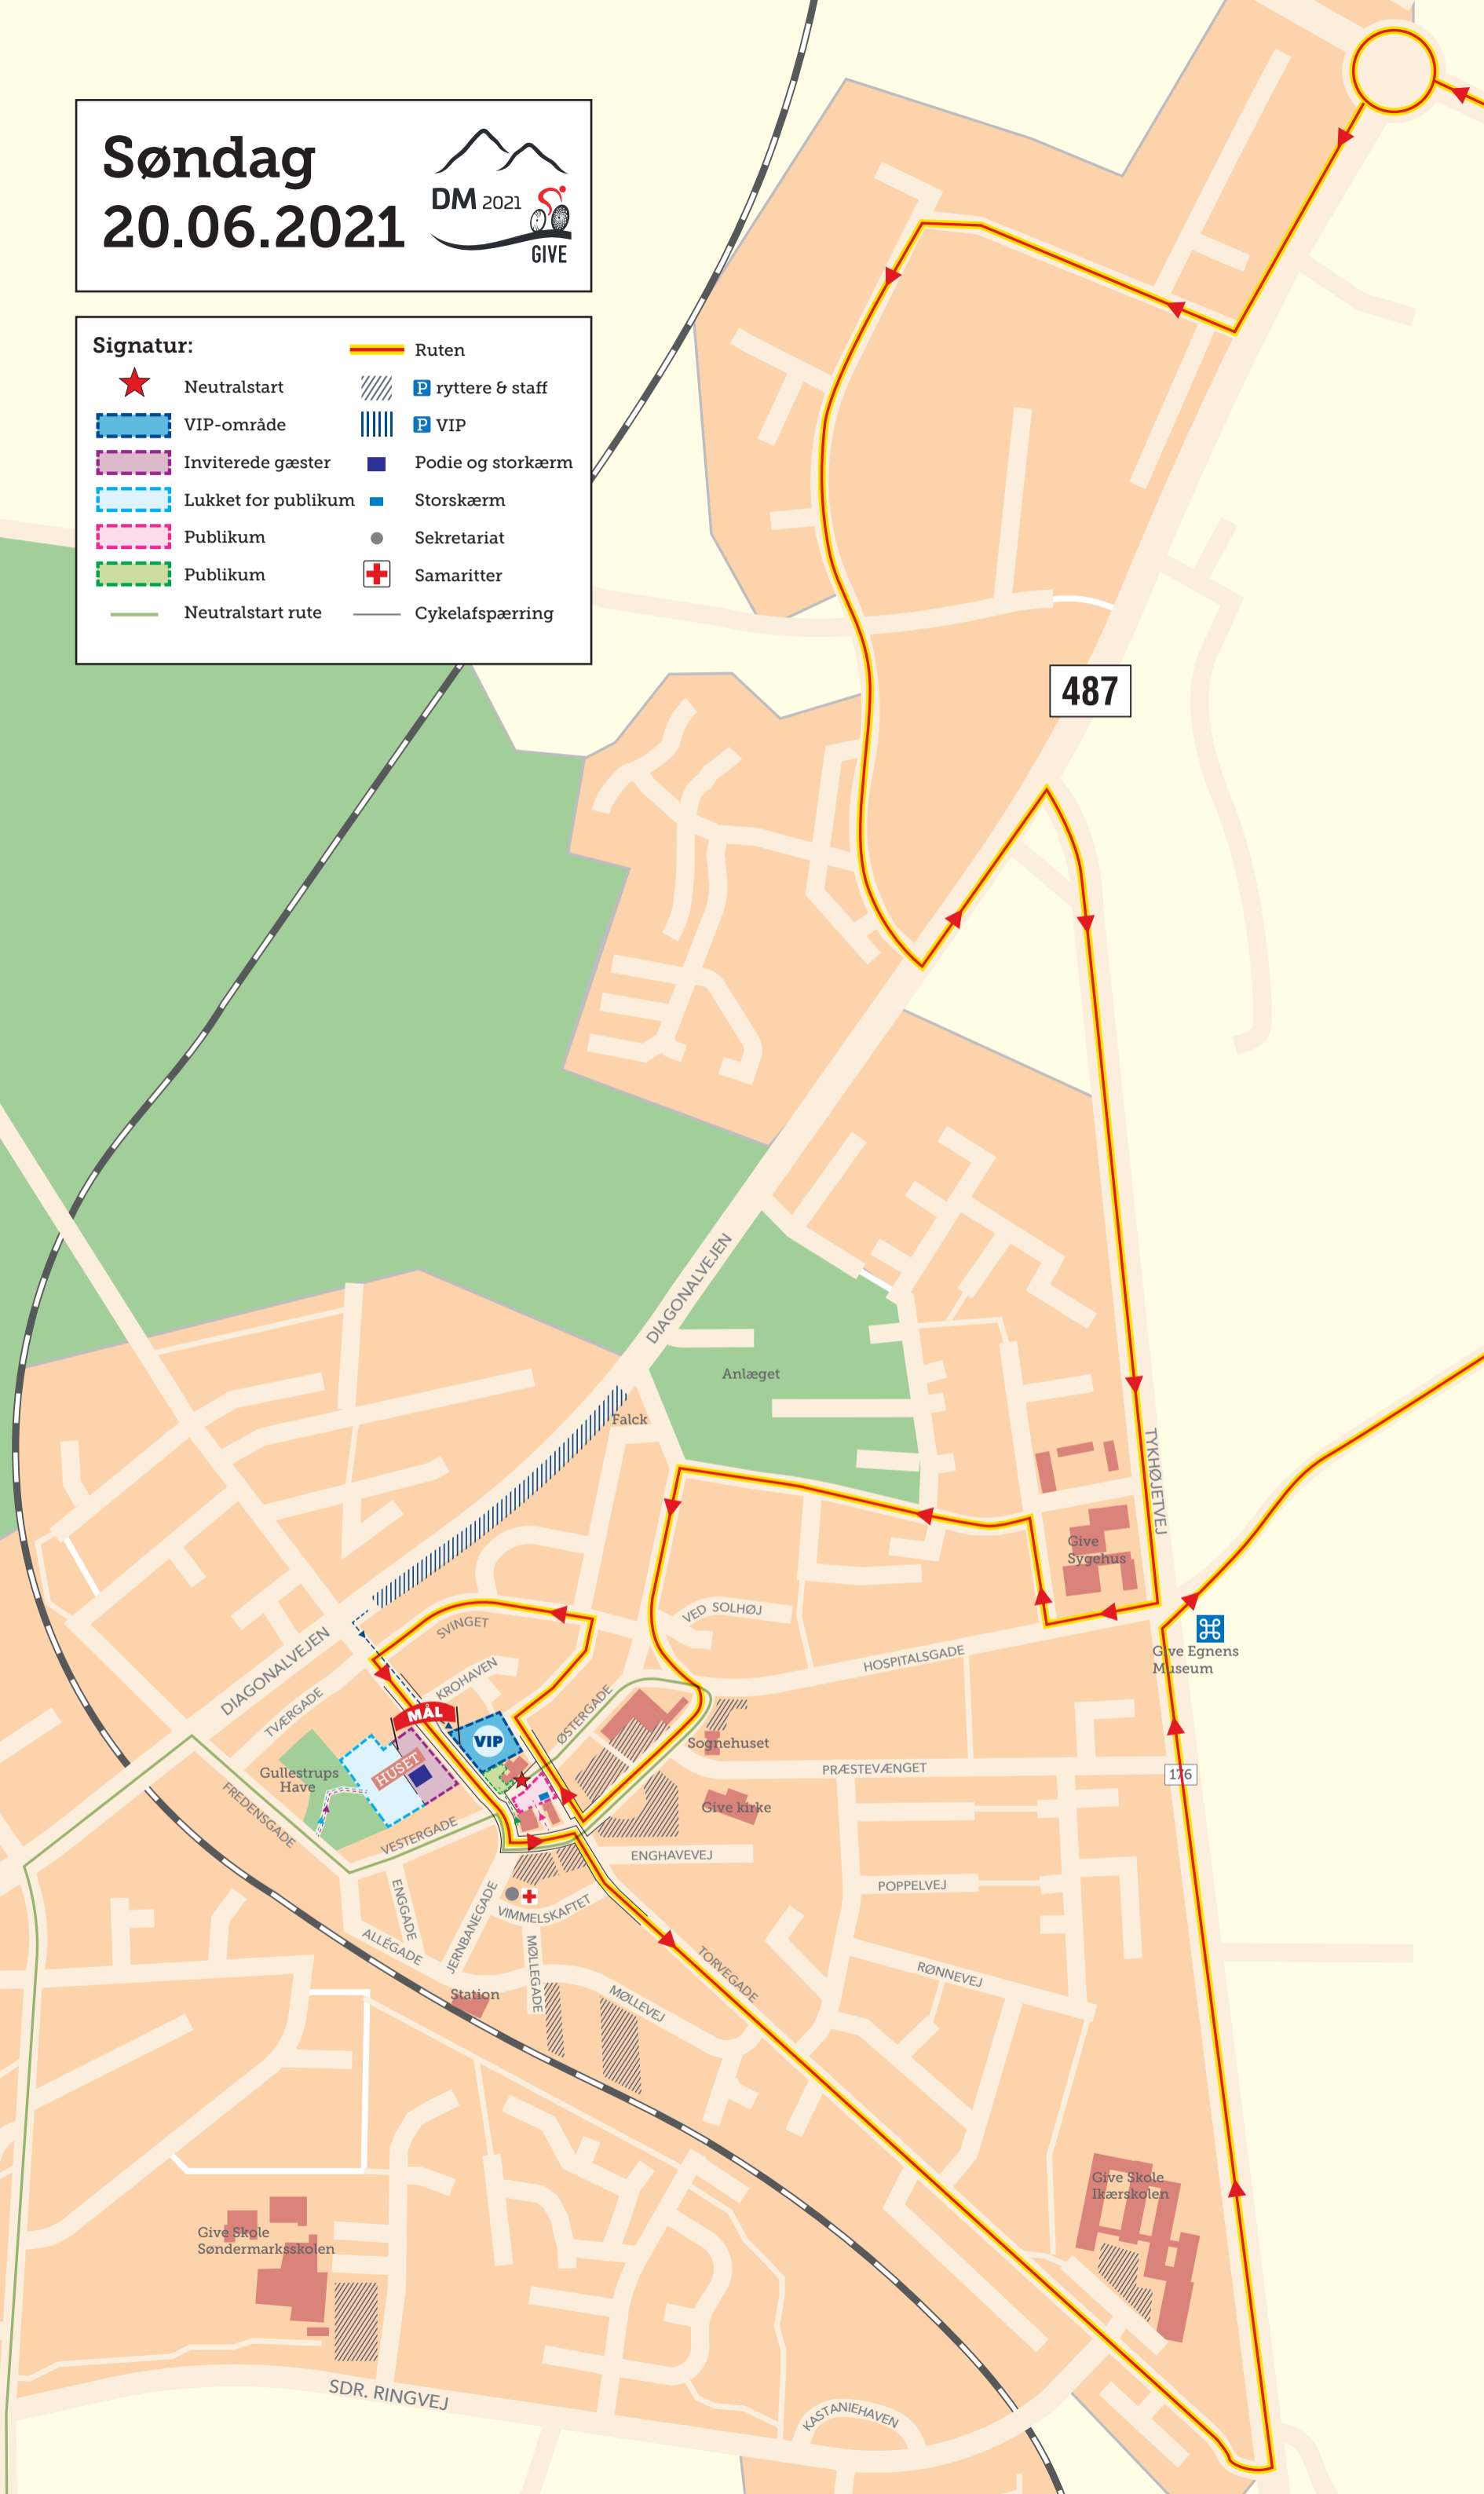 Søndag
20.06.2021
DM 2021
GIVE
Signatur:
Neutralstart
VIP-område
Inviterede gæster
Lukket for publikum
Publikum
Publikum
Neutralstart rute
Ruten
P ryttere & staff
P VIP
Podie og storkærm
Storskærm
Sekretariat
Samaritter
Cykelafspærring
487
DIAGONALVEJEN
Anlæget
Falck
TYKHØJETVEJ
Give
Sygehus
VED SOLHØJ
SVINGET
HOSPITALSGADE
Give Egnens
Museum
DIAGONALVEJEN
KROHAVEN
TVÆRGADE
ØSTERGADE
MÅL
VIP
Sognehuset
HUSET
Gullestrups
Have
PRÆSTEVÆNGET
176
FREDENSGADE
Give kirke
VESTERGADE
ENGHAVEVEJ
POPPELVEJ
ENGGADE
JERNBANEGADE
VIMMELSKAFTET
ALLÉGADE
MØLLEGADE
TORVEGADE
RØNNEVEJ
Station
MØLLEVEJ
Give Skole
Ikærskolen
Give Skole
Søndermarksskolen
SDR. RINGVEJ
KASTANIEHAVEN